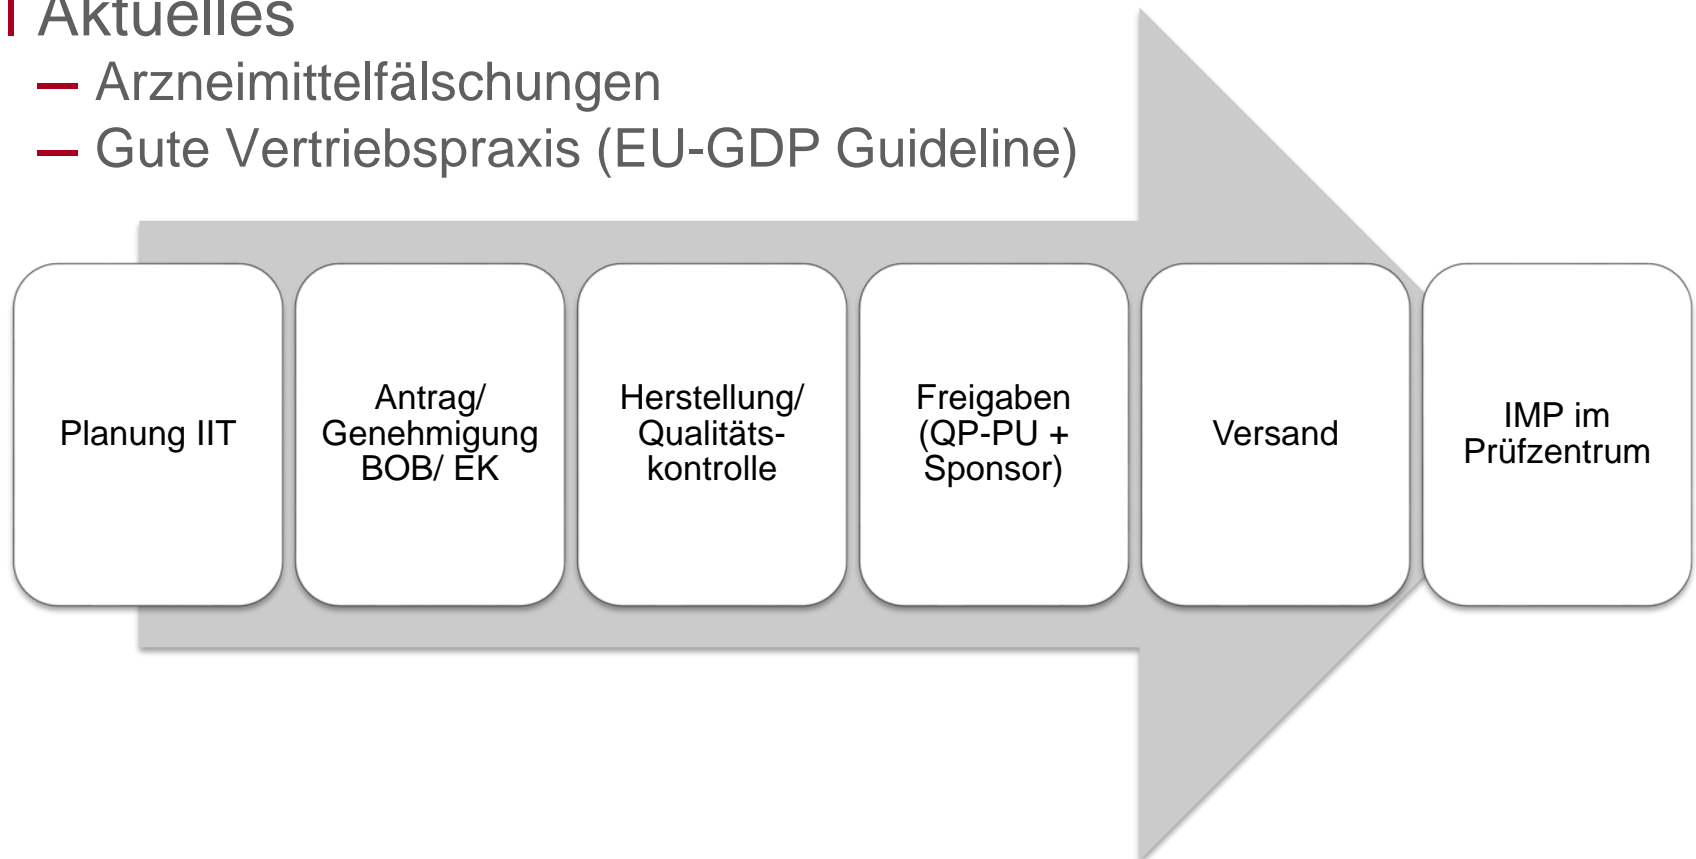 Aktuelles
— Arzneimittelfälschungen
— Gute Vertriebspraxis (EU-GDP Guideline)
Planung IIT
Antrag/
Genehmigung
BOB/ EK
Herstellung/
Qualitäts-
kontrolle
Freigaben
(QP-PU +
Sponsor)
Versand
IMP im
Prüfzentrum